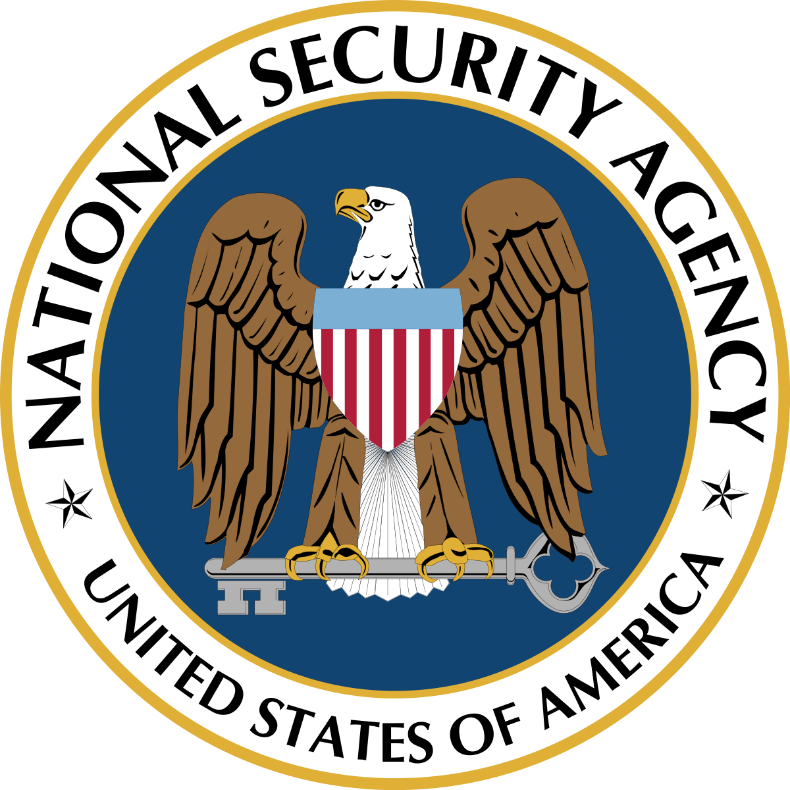 NATIONAL SECURITY AGENCY
UNITED STATES OF AMERICA